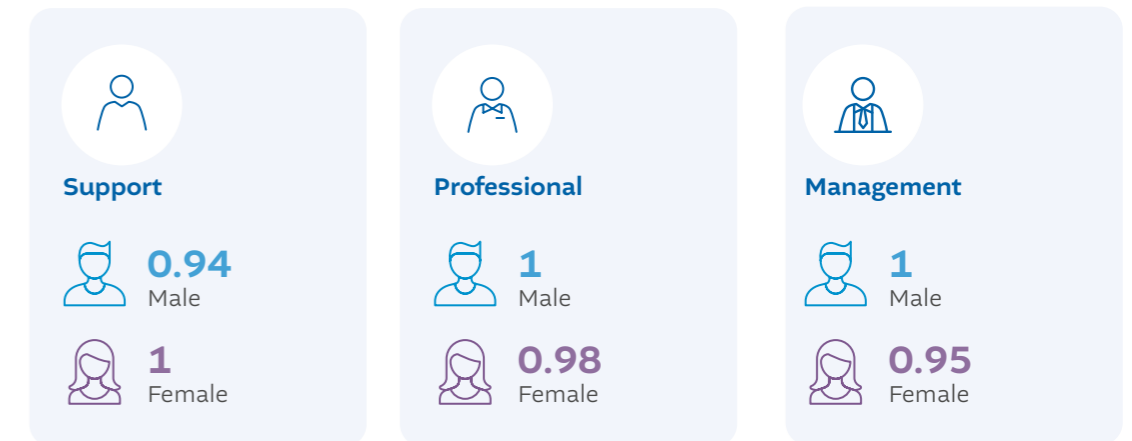 Support
0.94
Male
1
Female
Professional
1
Male
0.98
Female
Management
1
Male
0.95
Female